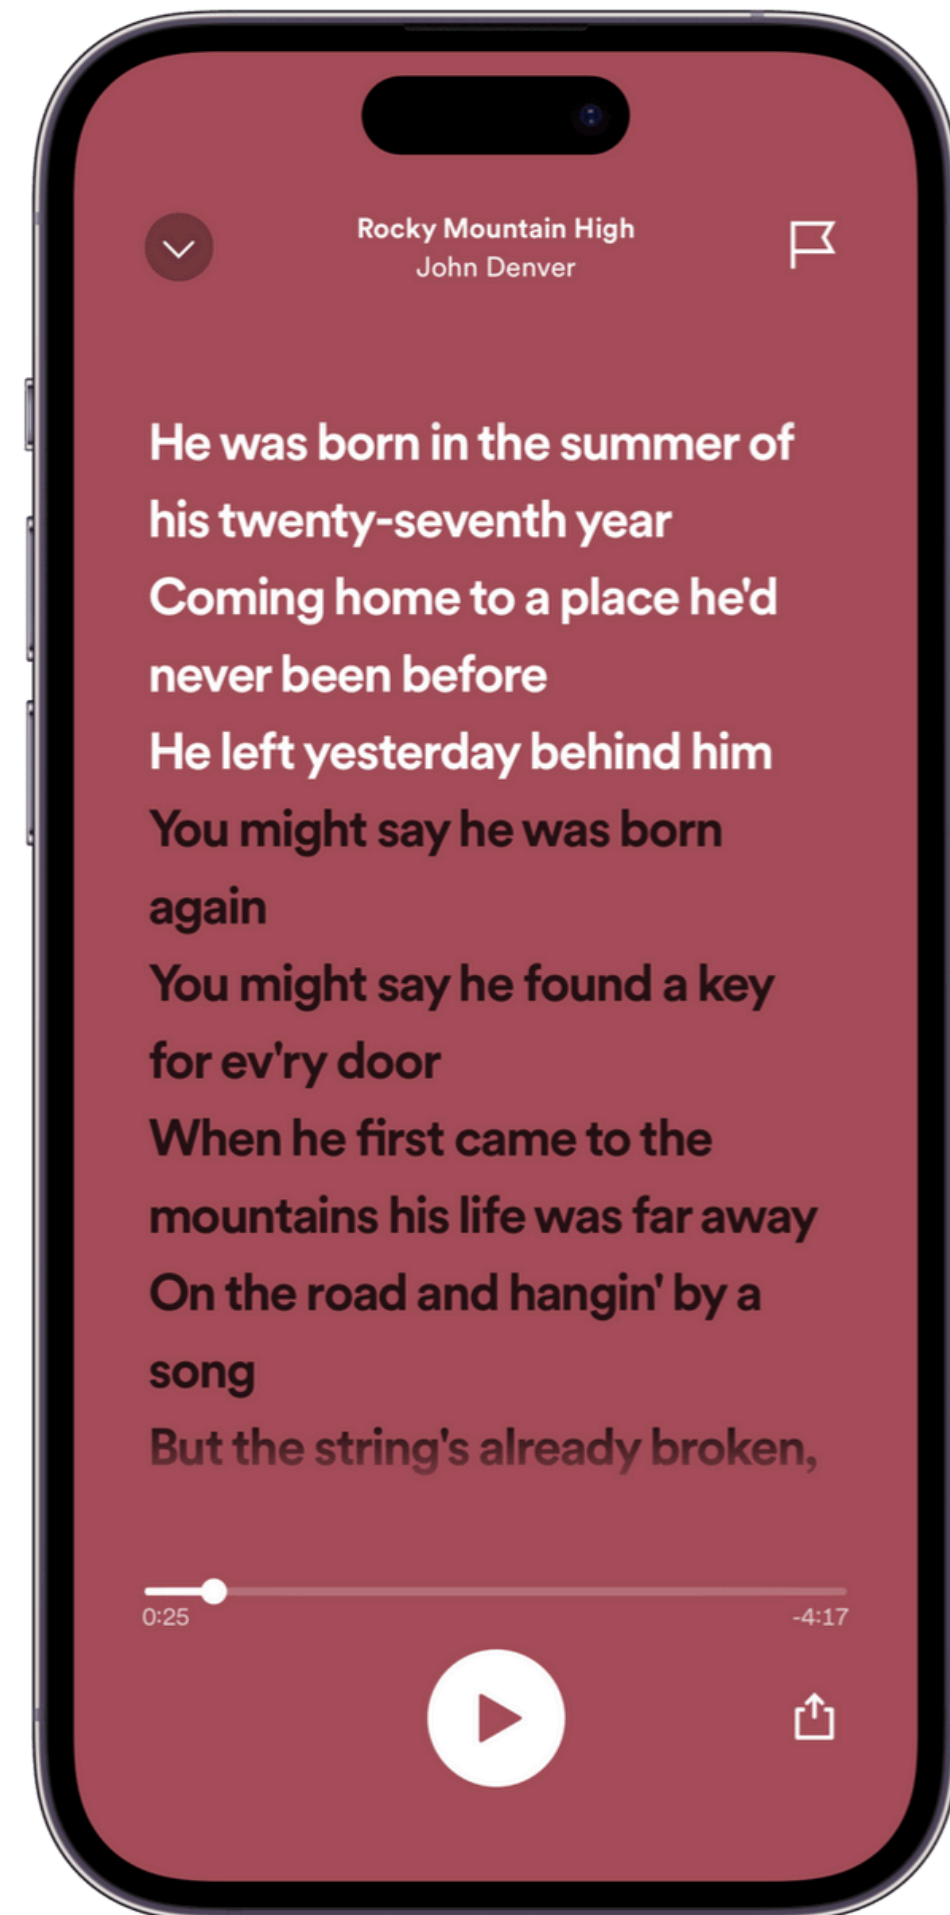 Rocky Mountain High
John Denver
He was born in the summer of
his twenty-seventh year
Coming home to a place he'd
never been before
He left yesterday behind him
You might say he was born
again
You might say he found a key
for ev'ry door
When he first came to the
mountains his life was far away
On the road and hangin' by a
song
But the string's already broken,
0:25
-4:17